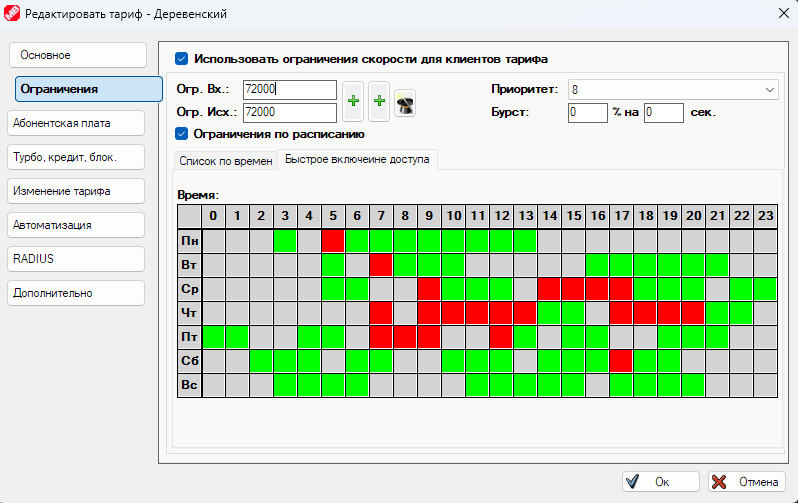 Редактировать тариф - Деревенский
Основное
Ограничения
Абонентская плата
Турбо, кредит, блок.
Изменение тарифа
Автоматизация
RADIUS
Дополнительно
Использовать ограничения скорости для клиентов тарифа
Огр. Вх.: 72000 Приоритет: 8
Огр. Исх.: 72000 Бурст: 0 % на 0 сек.
Ограничения по расписанию
Список по времен Быстрое включеине доступа
Время:
0 1 2 3 4 5 6 7 8 9 10 11 12 13 14 15 16 17 18 19 20 21 22 23
Пн
Вт
Ср
Чт
Пт
Сб
Вс
Ок Отмена